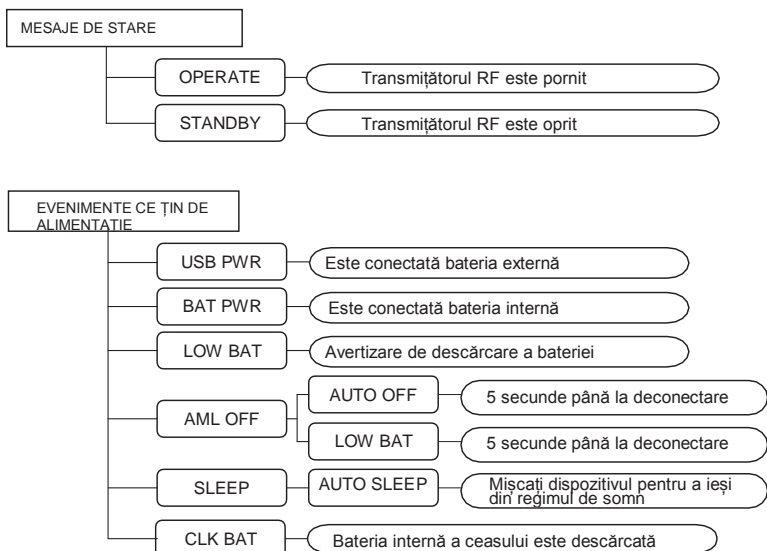 MESAJE DE STARE
OPERATE
Transmițătorul RF este pornit
STANDBY
Transmițătorul RF este oprit
EVENIMENTE CE ȚIN DE
ALIMENTAȚIE
USB PWR
Este conectată bateria externă
BAT PWR
Este conectată bateria internă
LOW BAT
Avertizare de descărcare a bateriei
AML OFF
AUTO OFF
5 secunde până la deconectare
LOW BAT
5 secunde până la deconectare
SLEEP
AUTO SLEEP
Mișcați dispozitivul pentru a ieși
din regimul de somn
CLK BAT
Bateria internă a ceasului este descărcată